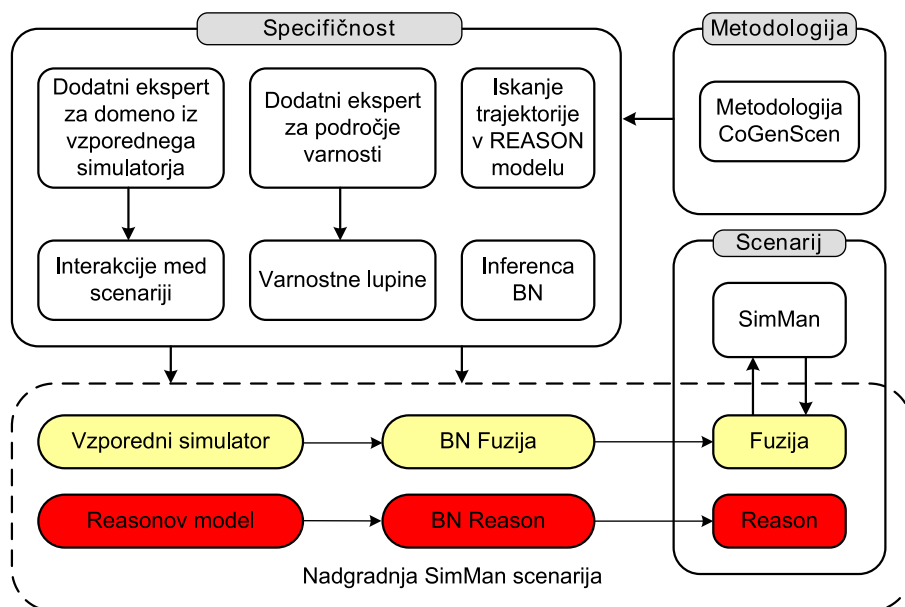 Specifičnost
Metodologija
Dodatni ekspert
za domeno iz
vzporednega
simulatorja
Dodatni ekspert
za področje
varnosti
Iskanje
trajektorije
v REASON
modelu
Metodologija
CoGenScen
Interakcije med
scenariji
Varnostne lupine
Inferenca
BN
Scenarij
SimMan
Vzporedni simulator
BN Fuzija
Fuzija
Reasonov model
BN Reason
Reason
Nadgradnja SimMan scenarija